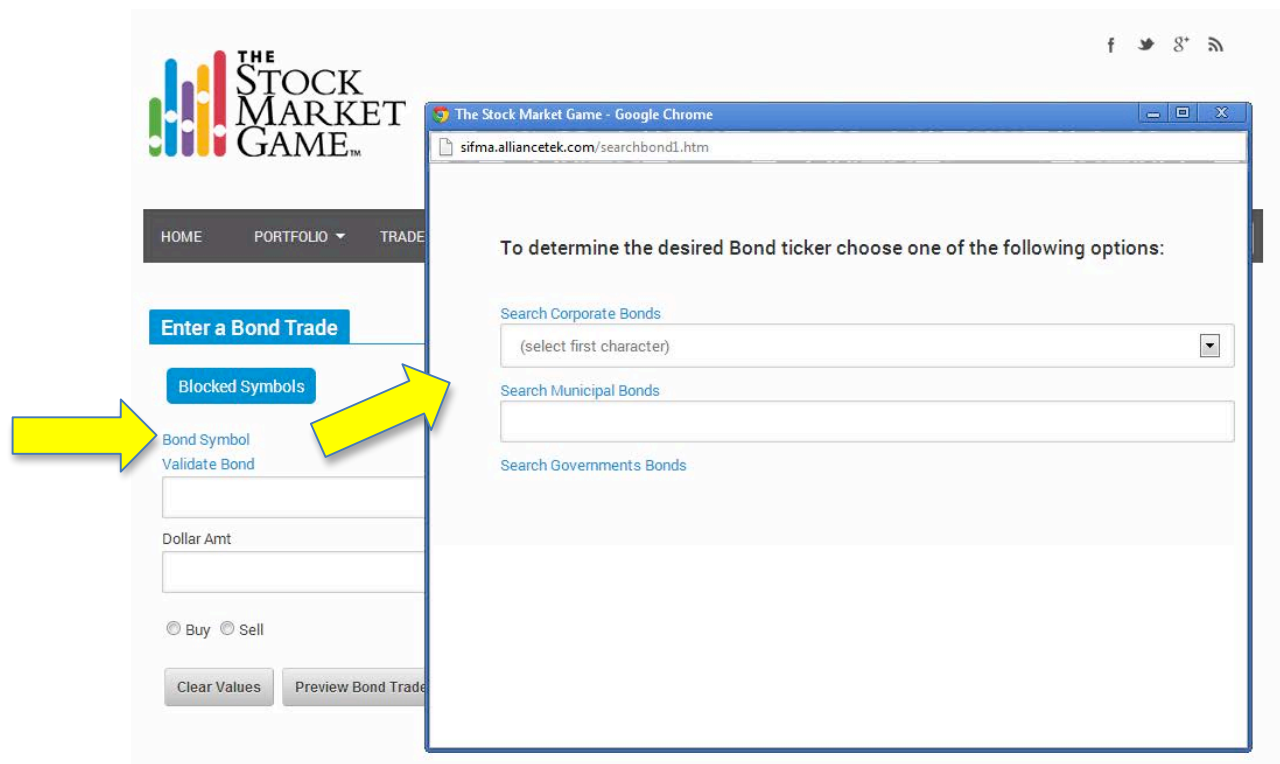 THE
STOCK
MARKET
GAME™
f g+
The Stock Market Game - Google Chrome
sifma.alliancetek.com/searchbond1.htm
HOME PORTFOLIO TRADE
To determine the desired Bond ticker choose one of the following options:
Enter a Bond Trade
Blocked Symbols
Bond Symbol
Validate Bond
Dollar Amt
Buy Sell
Clear Values Preview Bond Trade
Search Corporate Bonds
(select first character)
Search Municipal Bonds
Search Governments Bonds